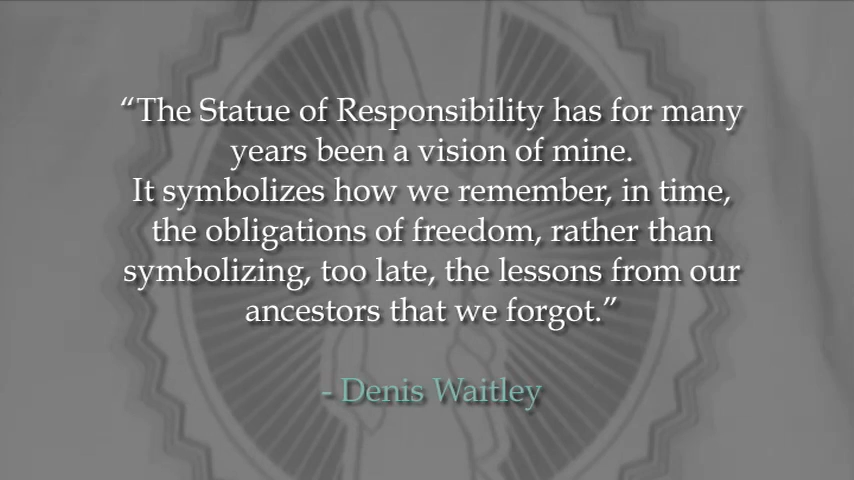 “The Statue of Responsibility has for many
years been a vision of mine.
It symbolizes how we remember, in time,
the obligations of freedom, rather than
symbolizing, too late, the lessons from our
ancestors that we forgot.”
- Denis Waitley